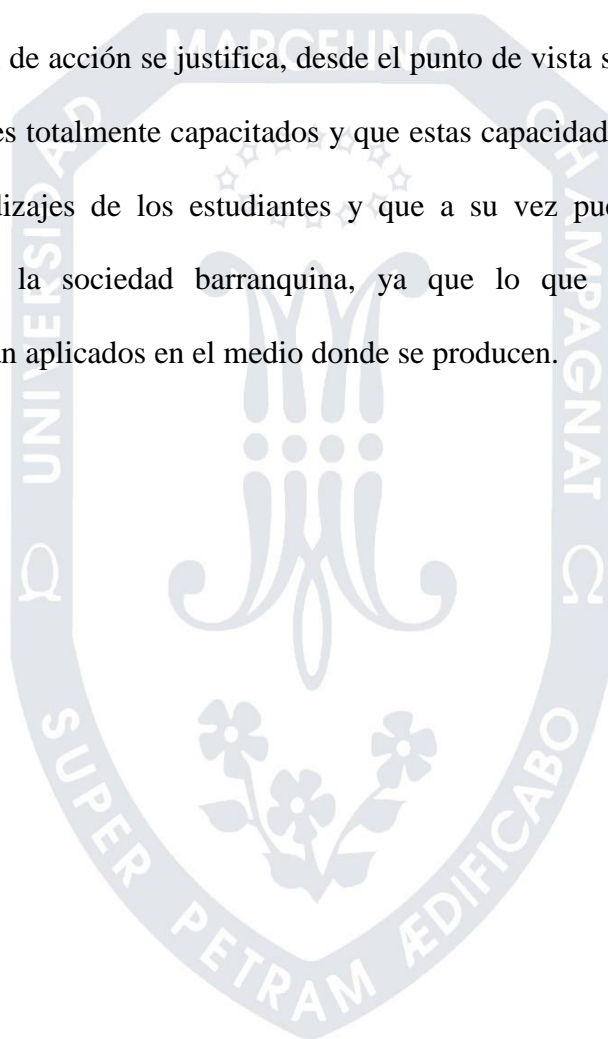 de acción se justifica, desde el punto de vista s
es totalmente capacitados y que estas capacidad
dizajes de los estudiantes y que a su vez pue
la sociedad barranquina, ya que lo que
n aplicados en el medio donde se producen.
UNIVERSIDAD MARCELINO CHAMPAGNAT
Ω Ω
SUPER PETRAM ÆDIFICABO